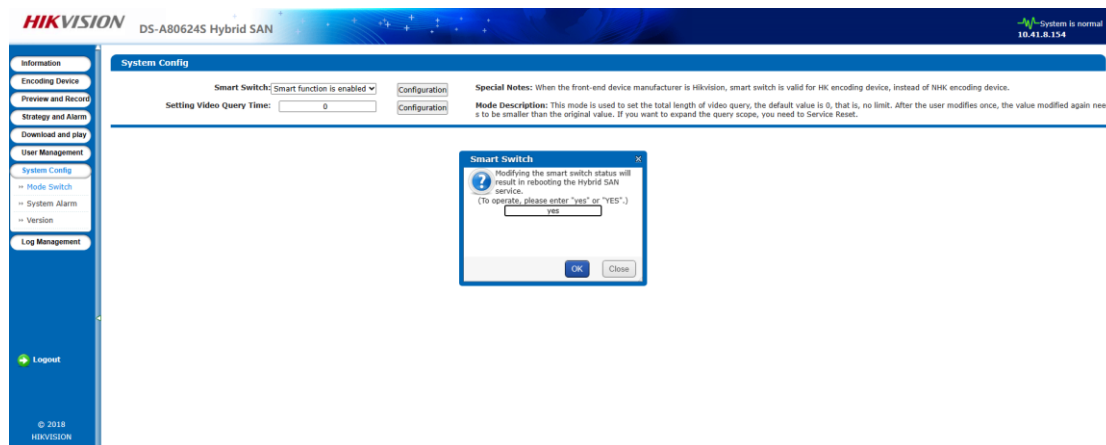 HIKVISION DS-A80624S Hybrid SAN
System is normal
10.41.8.154
Information
Encoding Device
Preview and Record
Strategy and Alarm
Download and play
User Management
System Config
Mode Switch
System Alarm
Version
Log Management
Logout
© 2018
HIKVISION
System Config
Smart Switch: Smart function is enabled Configuration
Special Notes: When the front-end device manufacturer is Hikvision, smart switch is valid for HK encoding device, instead of NHK encoding device.
Setting Video Query Time: 0 Configuration
Mode Description: This mode is used to set the total length of video query, the default value is 0, that is, no limit. After the user modifies once, the value modified again nee
s to be smaller than the original value. If you want to expand the query scope, you need to Service Reset.
Smart Switch ×
Modifying the smart switch status will
result in rebooting the Hybrid SAN
service.
(To operate, please enter "yes" or "YES".)
yes
OK Close